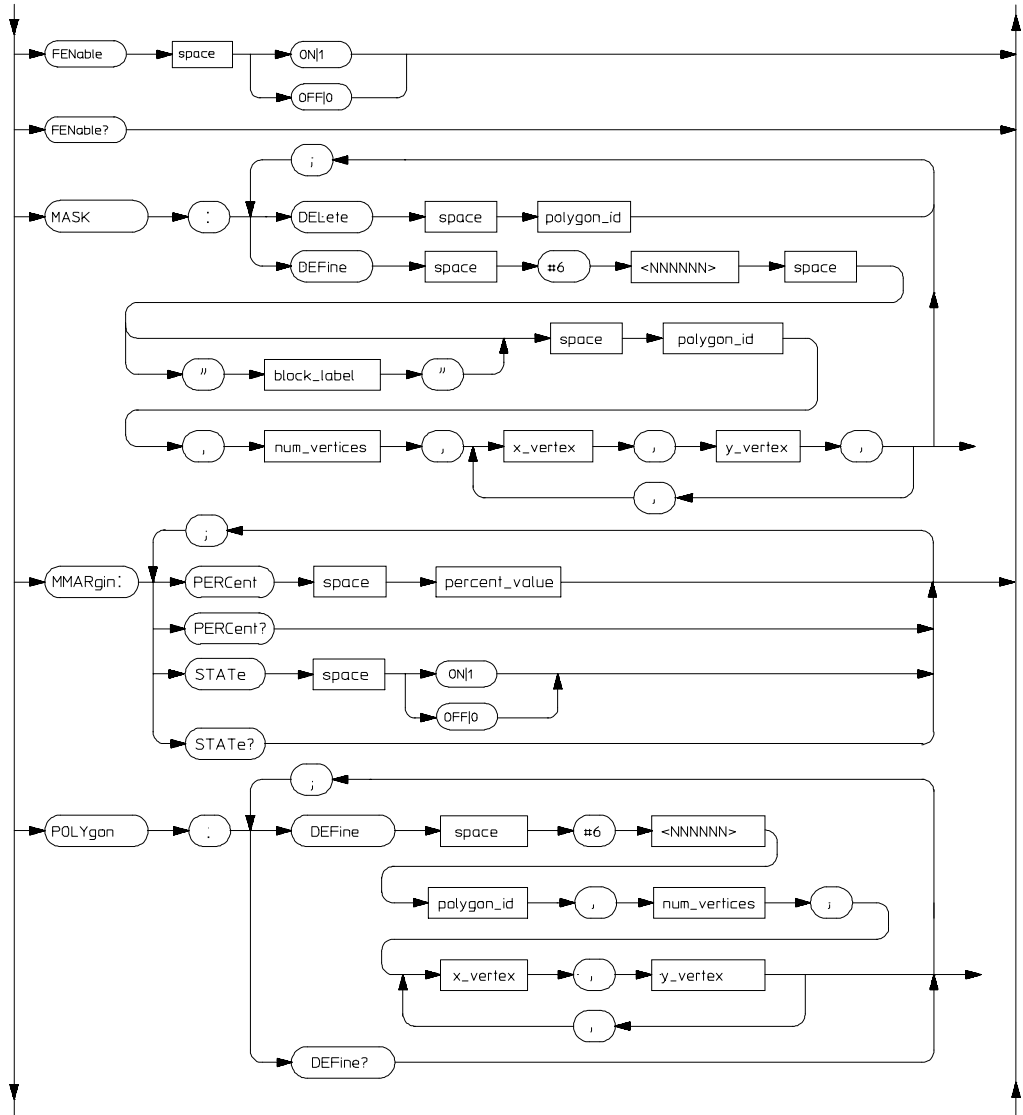 FENable space ON|1
OFF|0
FENable?
;
MASK : DELete space polygon_id
DEFine space #6 <NNNNNN> space
space polygon_id
" block_label "
, num_vertices , x_vertex , y_vertex ,
,
;
MMARgin: PERCent space percent_value
PERCent?
STATe space ON|1
OFF|0
STATe?
;
POLYgon : DEFine space #6 <NNNNNN>
polygon_id , num_vertices ;
x_vertex , y_vertex
,
DEFine?